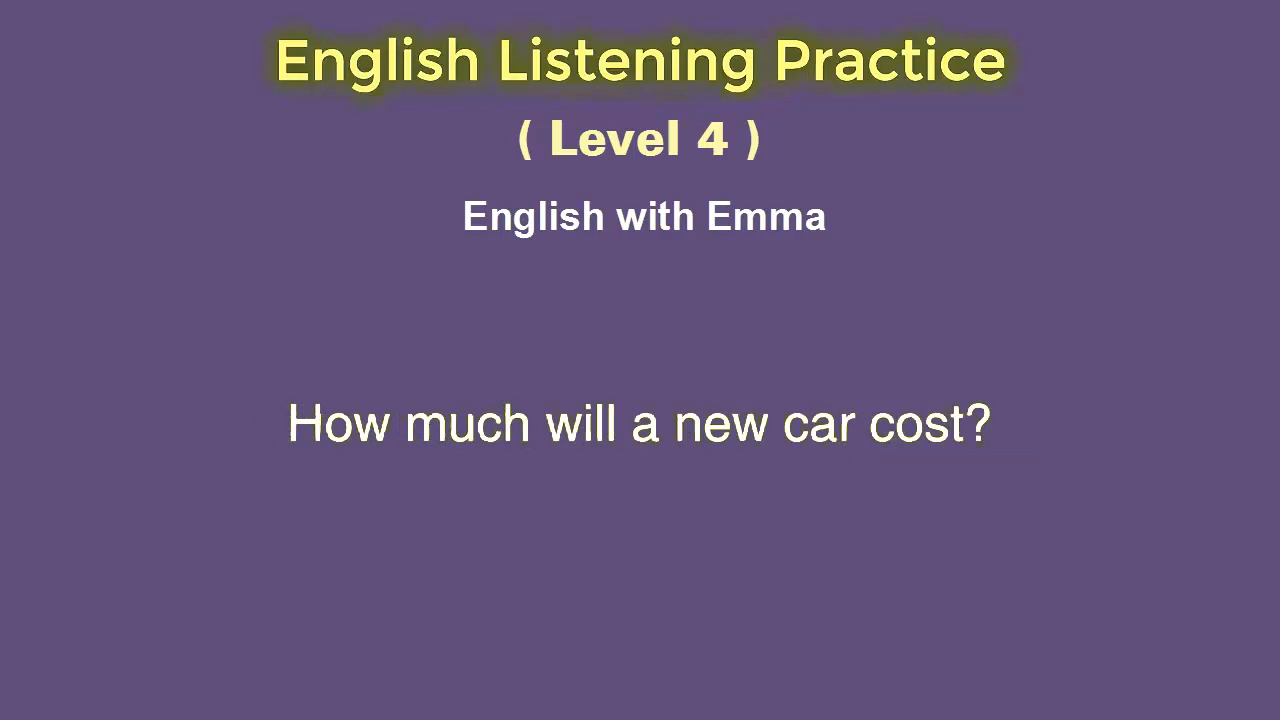 English Listening Practice
( Level 4 )
English with Emma
How much will a new car cost?